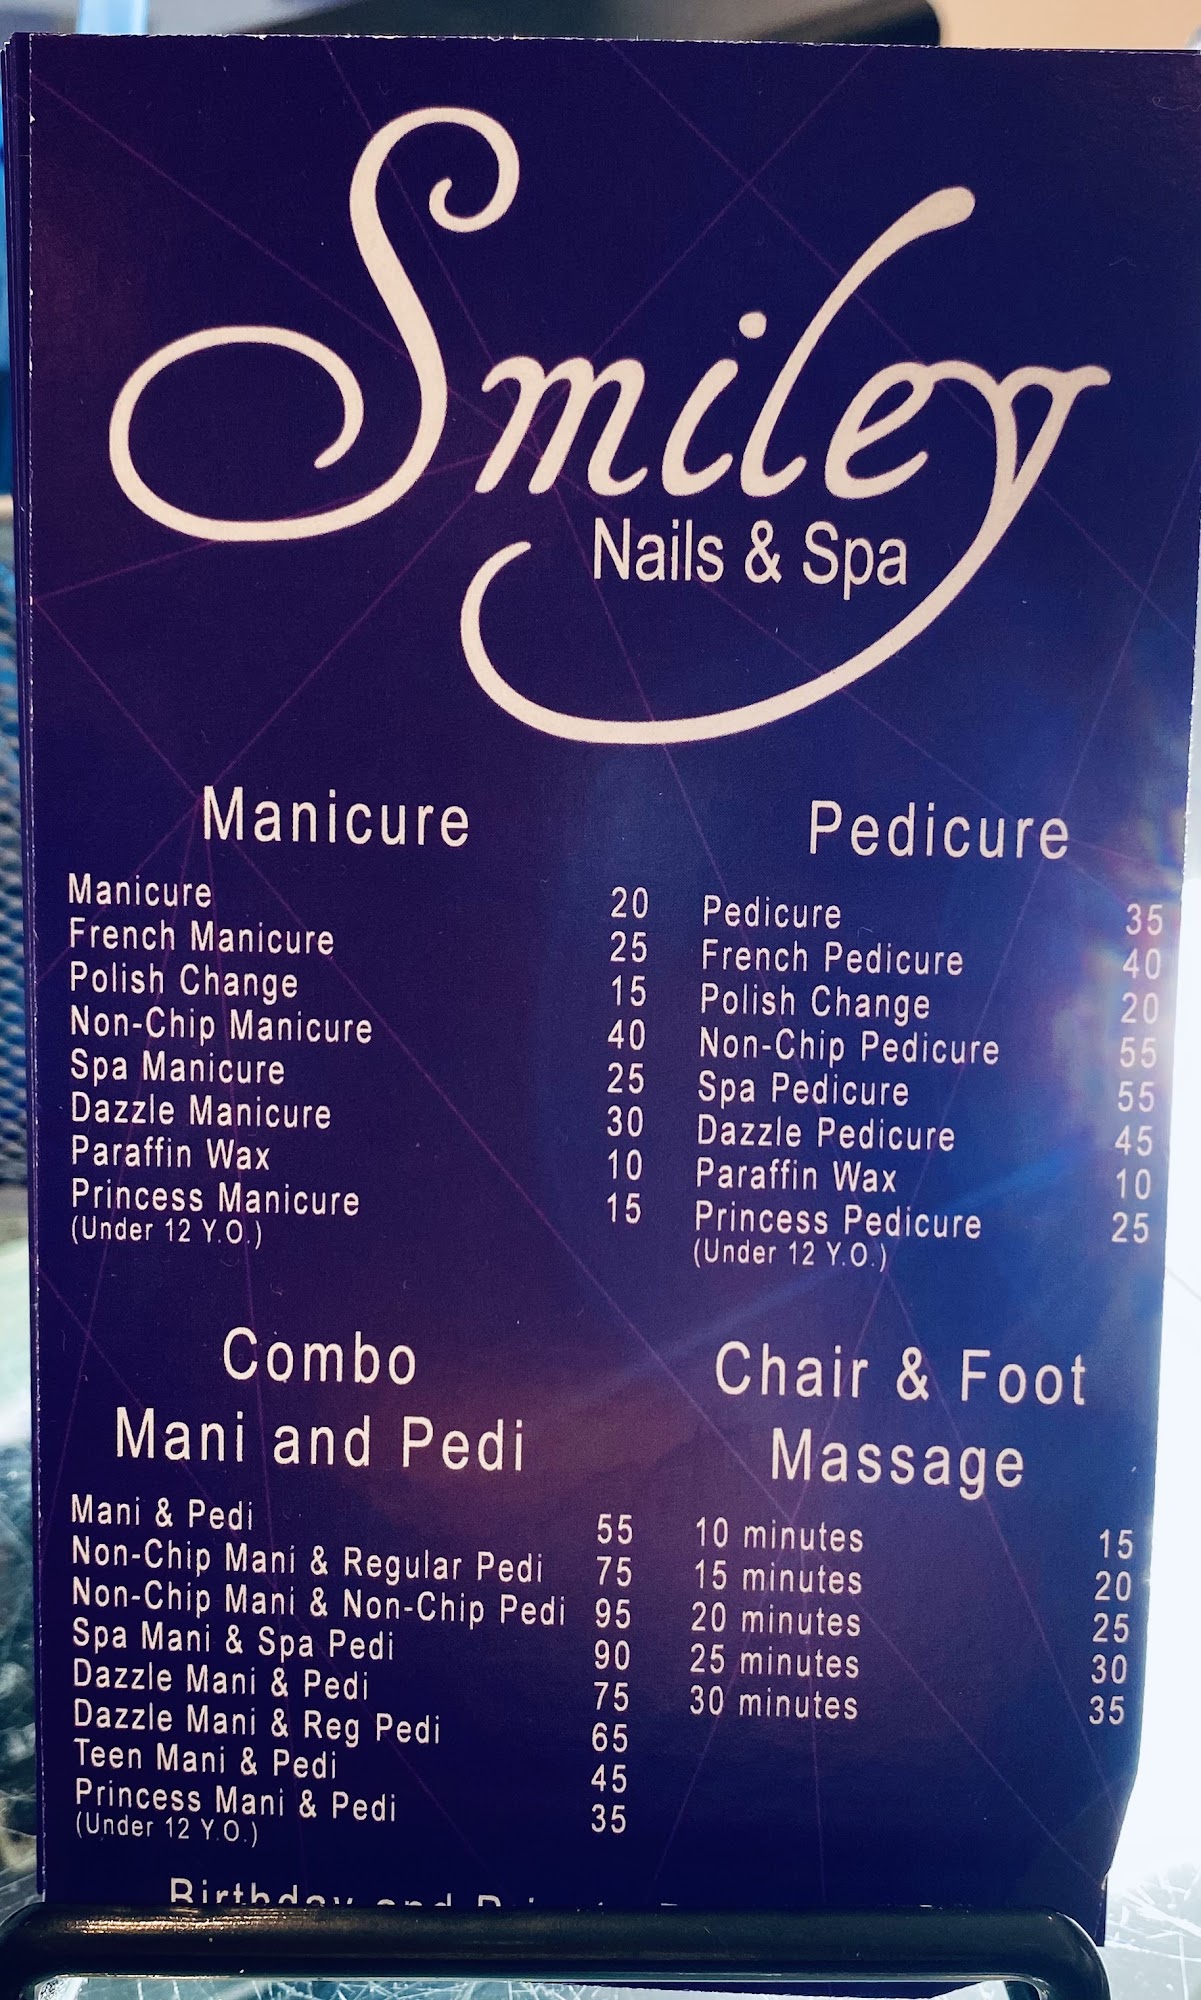 Smiley
Nails & Spa
Manicure
Manicure 20
French Manicure 25
Polish Change 15
Non-Chip Manicure 40
Spa Manicure 25
Dazzle Manicure 30
Paraffin Wax 10
Princess Manicure 15
(Under 12 Y.O.)
Pedicure
Pedicure 35
French Pedicure 40
Polish Change 20
Non-Chip Pedicure 55
Spa Pedicure 55
Dazzle Pedicure 45
Paraffin Wax 10
Princess Pedicure 25
(Under 12 Y.O.)
Combo
Mani and Pedi
Mani & Pedi 55
Non-Chip Mani & Regular Pedi 75
Non-Chip Mani & Non-Chip Pedi 95
Spa Mani & Spa Pedi 90
Dazzle Mani & Pedi 75
Dazzle Mani & Reg Pedi 65
Teen Mani & Pedi 45
Princess Mani & Pedi 35
(Under 12 Y.O.)
Chair & Foot
Massage
10 minutes 15
15 minutes 20
20 minutes 25
25 minutes 30
30 minutes 35
Birthday and